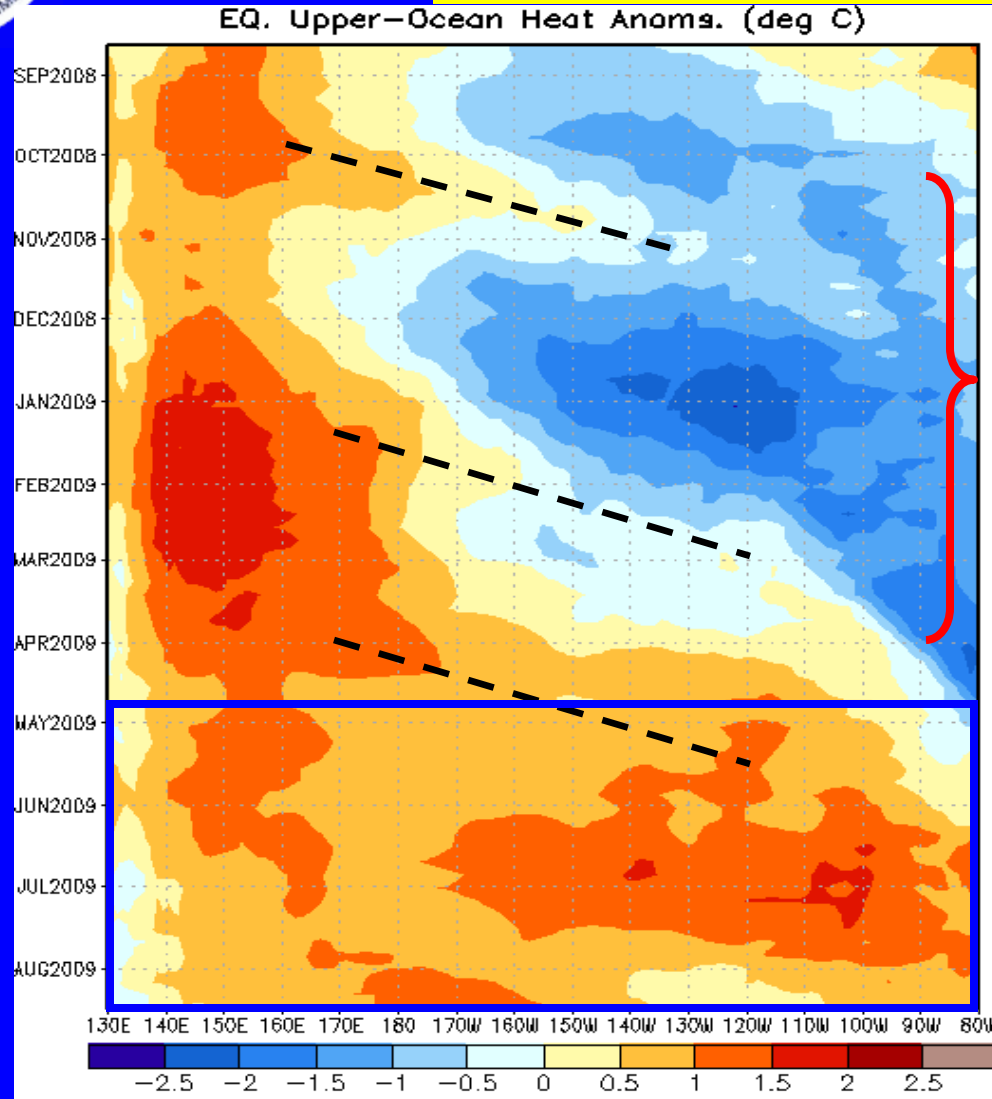 EQ. Upper-Ocean Heat Anoms. (deg C)
SEP2008
OCT2008
NOV2008
DEC2008
JAN2009
FEB2009
MAR2009
APR2009
MAY2009
JUN2009
JUL2009
AUG2009
130E 140E 150E 160E 170E 180 170W 160W 150W 140W 130W 120W 110W 100W 90W 80W
-2.5 -2 -1.5 -1 -0.5 0 0.5 1 1.5 2 2.5